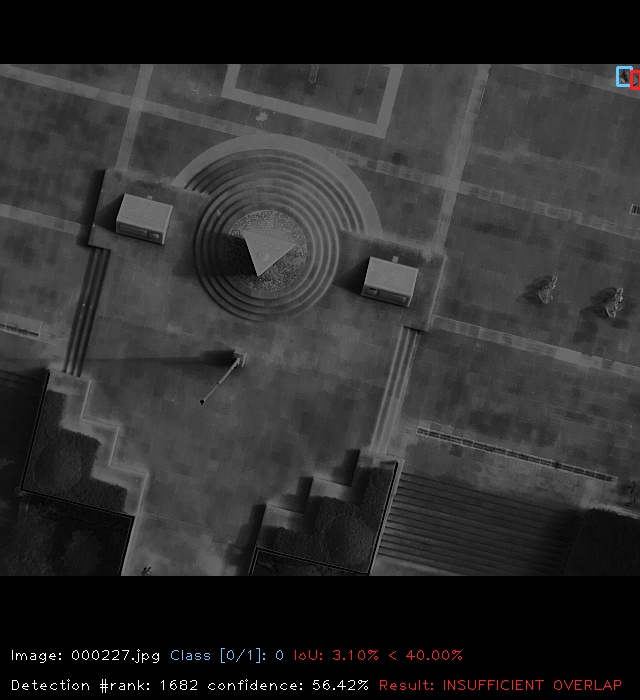 Image: 000227.jpg Class [0/1]: 0 IoU: 3.10% < 40.00%
Detection #rank: 1682 confidence: 56.42% Result: INSUFFICIENT OVERLAP